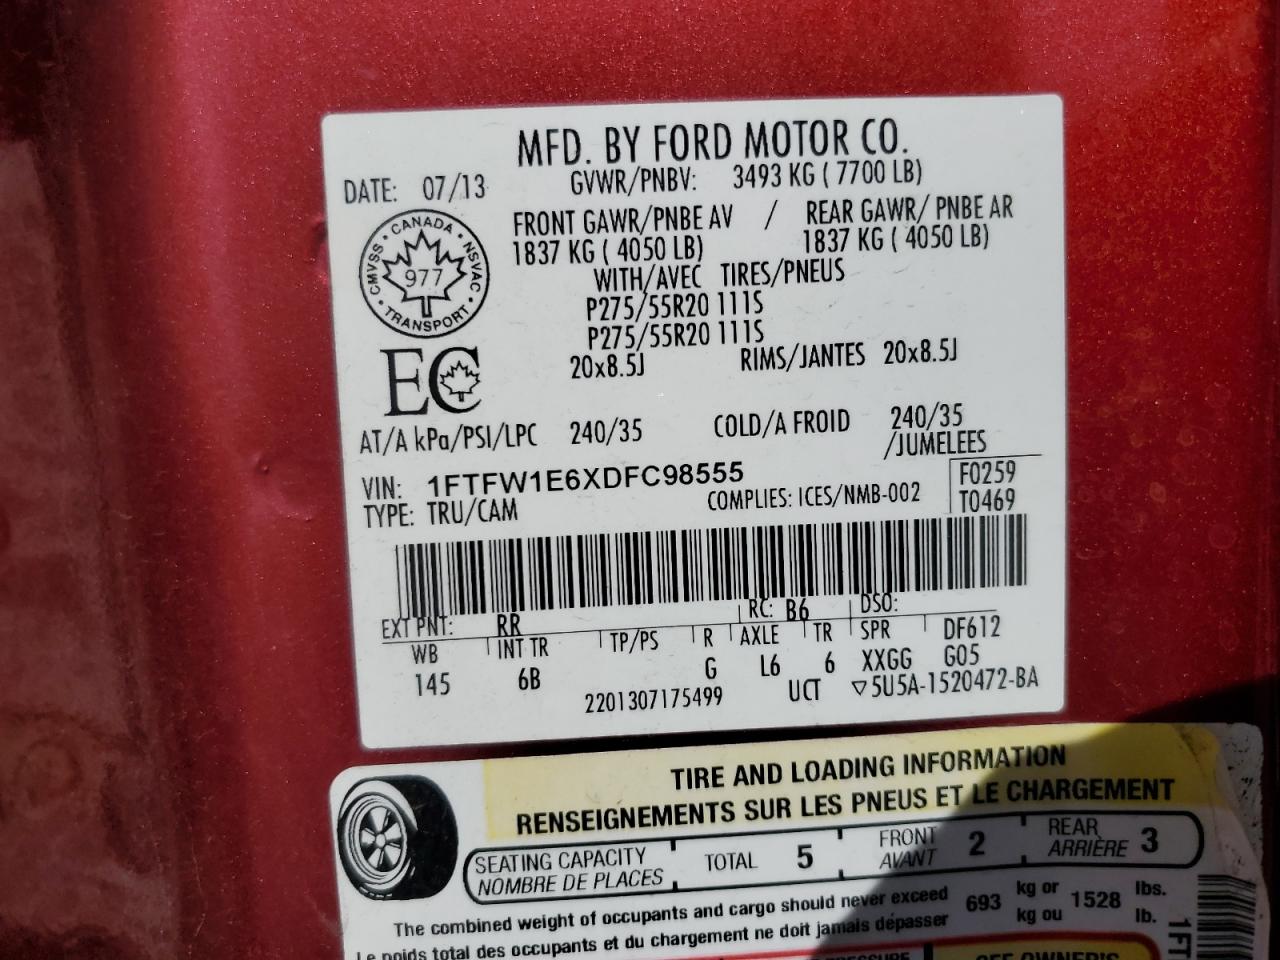 MFD. BY FORD MOTOR CO.
DATE: 07/13 GVWR/PNBV: 3493 KG ( 7700 LB)
FRONT GAWR/PNBE AV / REAR GAWR/ PNBE AR
1837 KG ( 4050 LB) 1837 KG ( 4050 LB)
CANADA
CMVSS NSVAC
977
TRANSPORT
WITH/AVEC TIRES/PNEUS
P275/55R20 111S
P275/55R20 111S
EC
20x8.5J RIMS/JANTES 20x8.5J
AT/A kPa/PSI/LPC 240/35 COLD/A FROID 240/35
/JUMELEES
VIN: 1FTFW1E6XDFC98555 F0259
TYPE: TRU/CAM COMPLIES: ICES/NMB-002 T0469
EXT PNT: RR RC: B6 DSO:
WB INT TR TP/PS R AXLE TR SPR DF612
145 6B G L6 6 XXGG G05
2201307175499 UCT ▽5U5A-1520472-BA
TIRE AND LOADING INFORMATION
RENSEIGNEMENTS SUR LES PNEUS ET LE CHARGEMENT
SEATING CAPACITY TOTAL 5 FRONT 2 REAR 3
NOMBRE DE PLACES AVANT ARRIÈRE
The combined weight of occupants and cargo should never exceed 693 kg or 1528 lbs.
Le poids total des occupants et du chargement ne doit jamais dépasser kg ou lb.
1FT